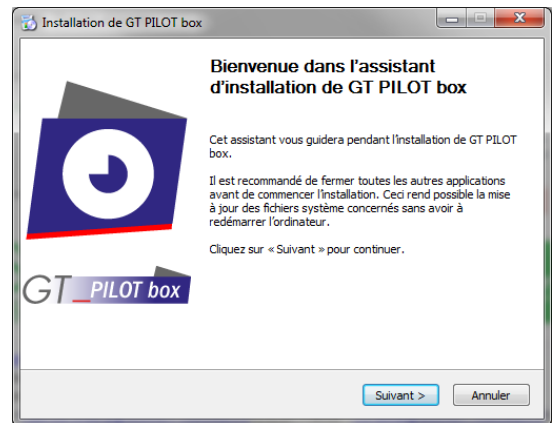 Installation de GT PILOT box
Bienvenue dans l'assistant
d'installation de GT PILOT box
Cet assistant vous guidera pendant l'installation de GT PILOT
box.
Il est recommandé de fermer toutes les autres applications
avant de commencer l'installation. Ceci rend possible la mise
à jour des fichiers système concernés sans avoir à
redémarrer l'ordinateur.
Cliquez sur « Suivant » pour continuer.
GT_PILOT box
Suivant >
Annuler